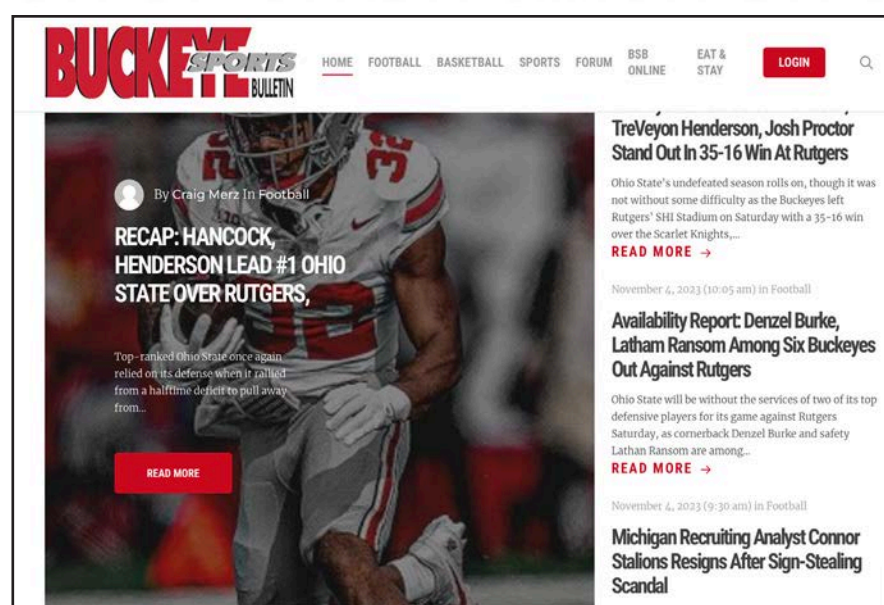 BUCKEYE
SPORTS
BULLETIN
HOME
FOOTBALL
BASKETBALL
SPORTS
FORUM
BSB
ONLINE
EAT &
STAY
LOGIN
By Craig Merz In Football
RECAP: HANCOCK,
HENDERSON LEAD #1 OHIO
STATE OVER RUTGERS,
Top-ranked Ohio State once again
relied on its defense when it rallied
from a halftime deficit to pull away
from...
READ MORE
32
32
TreVeyon Henderson, Josh Proctor
Stand Out In 35-16 Win At Rutgers
Ohio State's undefeated season rolls on, though it was
not without some difficulty as the Buckeyes left
Rutgers' SHI Stadium on Saturday with a 35-16 win
over the Scarlet Knights,...
READ MORE →
November 4, 2023 (10:05 am) in Football
Availability Report: Denzel Burke,
Latham Ransom Among Six Buckeyes
Out Against Rutgers
Ohio State will be without the services of two of its top
defensive players for its game against Rutgers
Saturday, as cornerback Denzel Burke and safety
Lathan Ransom are among...
READ MORE →
November 4, 2023 (9:30 am) in Football
Michigan Recruiting Analyst Connor
Stalions Resigns After Sign-Stealing
Scandal